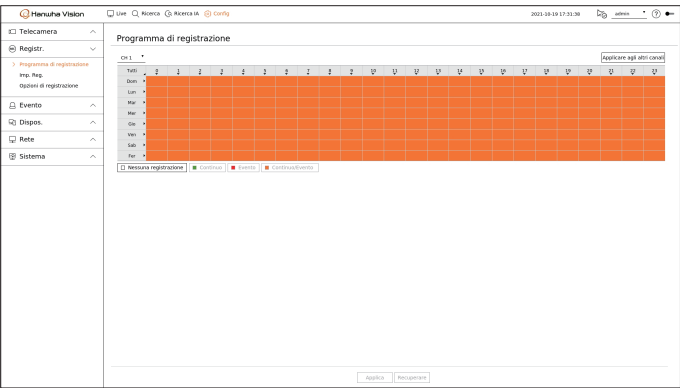 Hanwha Vision
Live Ricerca Ricerca IA Config
2021-10-19 17:31:38 admin
Telecamera
Registr.
Programma di registrazione
Imp. Reg.
Opzioni di registrazione
Evento
Dispos.
Rete
Sistema
Programma di registrazione
CH 1
Applicare agli altri canali
Tutti 0 1 2 3 4 5 6 7 8 9 10 11 12 13 14 15 16 17 18 19 20 21 22 23
Dom
Lun
Mar
Mer
Gio
Ven
Sab
Fer
Nessuna registrazione Continuo Evento Continuo/Evento
Applica Recuperare